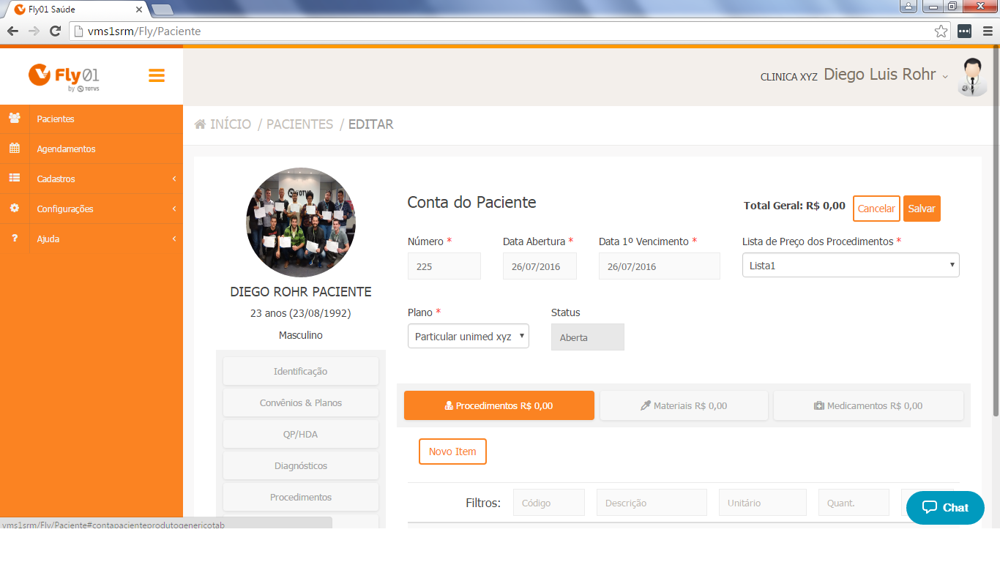 Fly01 Saúde
vms1srm/Fly/Paciente
Fly01
by TOTVS
CLINICA XYZ Diego Luis Rohr
Pacientes
Agendamentos
Cadastros
Configurações
Ajuda
INÍCIO / PACIENTES / EDITAR
TOTVS
DIEGO ROHR PACIENTE
23 anos (23/08/1992)
Masculino
Identificação
Convênios & Planos
QP/HDA
Diagnósticos
Procedimentos
Conta do Paciente
Total Geral: R$ 0,00 Cancelar Salvar
Número * Data Abertura * Data 1º Vencimento * Lista de Preço dos Procedimentos *
225 26/07/2016 26/07/2016 Lista1
Plano * Status
Particular unimed xyz Aberta
Procedimentos R$ 0,00 Materiais R$ 0,00 Medicamentos R$ 0,00
Novo Item
Filtros: Código Descrição Unitário Quant.
Chat
vms1srm/Fly/Paciente#contapacienteprodutogenericotab